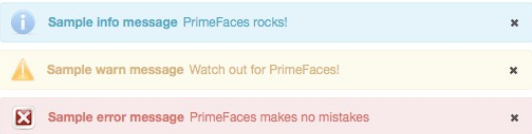 Sample info message PrimeFaces rocks!
Sample warn message Watch out for PrimeFaces!
Sample error message PrimeFaces makes no mistakes